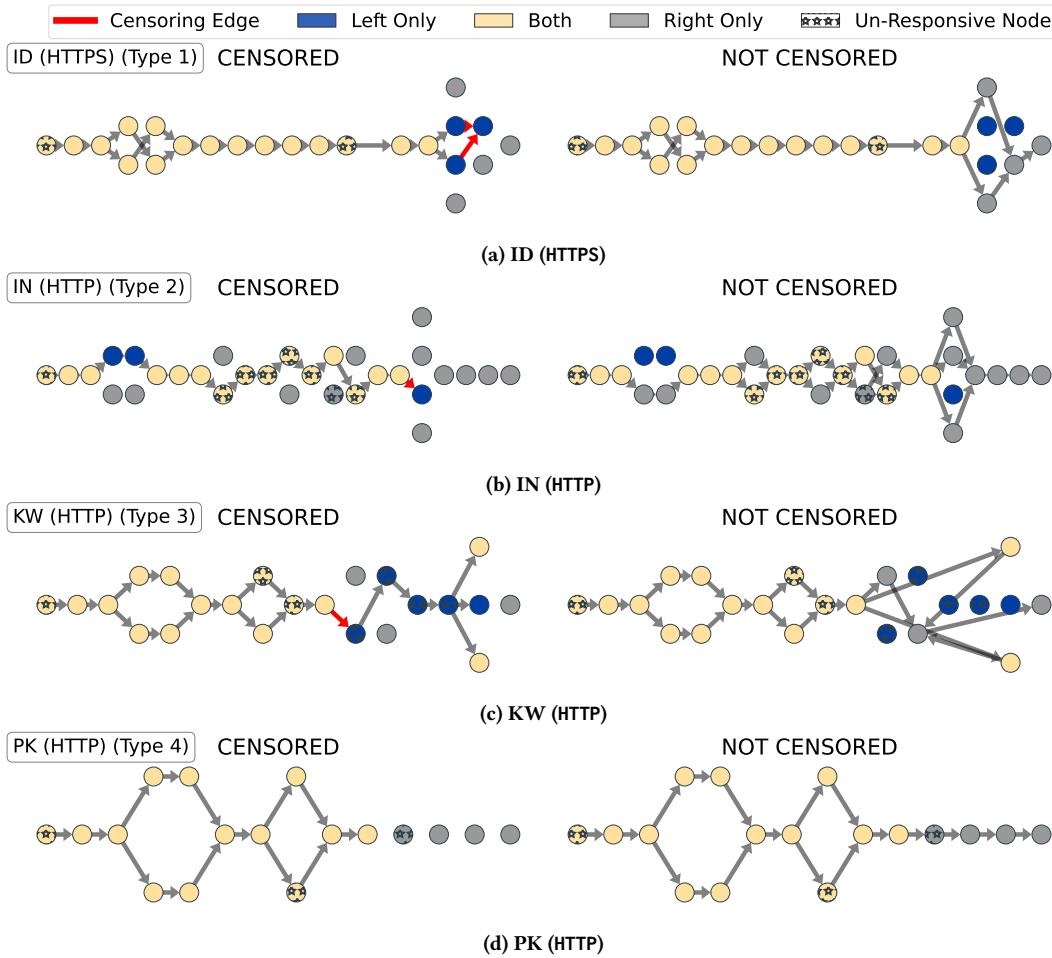 Censoring Edge Left Only Both Right Only Un-Responsive Node
ID (HTTPS) (Type 1) CENSORED NOT CENSORED
(a) ID (HTTPS)
IN (HTTP) (Type 2) CENSORED NOT CENSORED
(b) IN (HTTP)
KW (HTTP) (Type 3) CENSORED NOT CENSORED
(c) KW (HTTP)
PK (HTTP) (Type 4) CENSORED NOT CENSORED
(d) PK (HTTP)